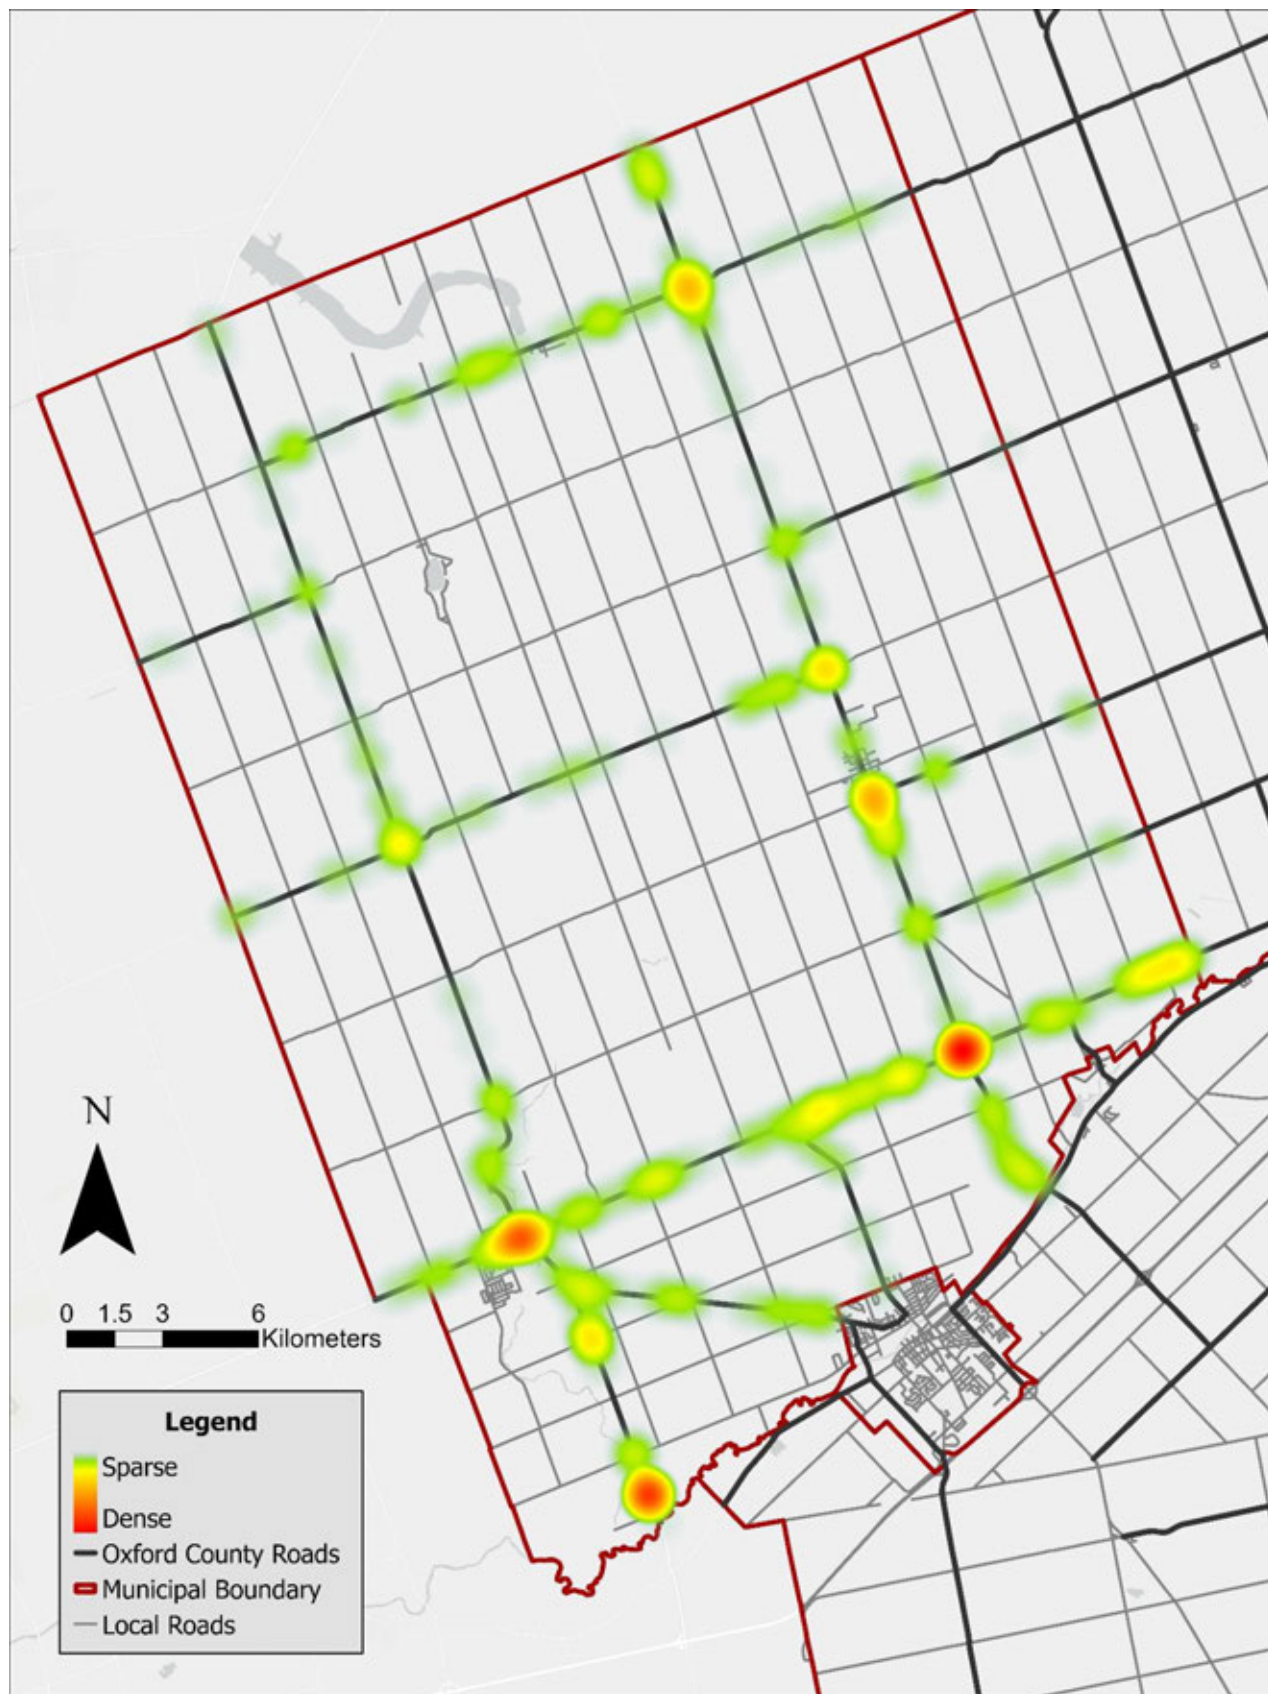 N
0 1.5 3 6
Kilometers
Legend
Sparse
Dense
Oxford County Roads
Municipal Boundary
Local Roads